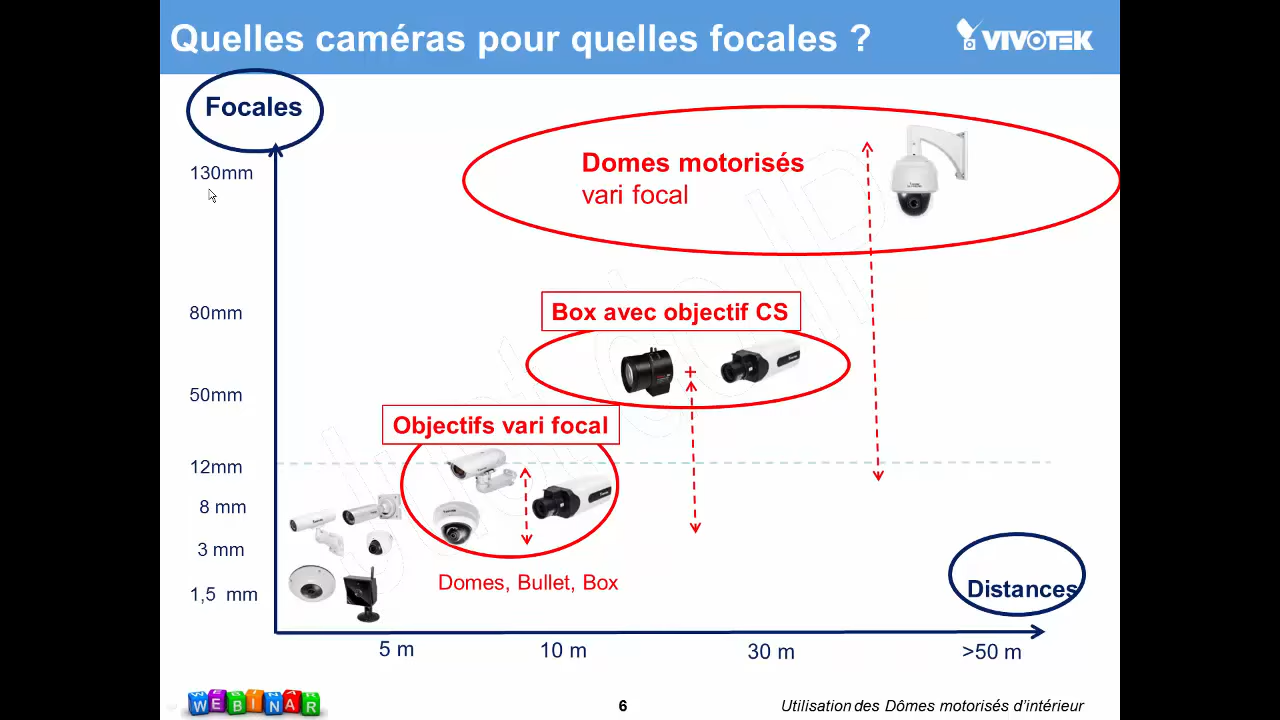 Quelles caméras pour quelles focales ?
VIVOTEK
Focales
130mm
Domes motorisés
vari focal
80mm
Box avec objectif CS
+
50mm
Objectifs vari focal
12mm
8 mm
3 mm
Domes, Bullet, Box
1,5 mm
Distances
5 m
10 m
30 m
>50 m
WEBINAR
6
Utilisation des Dômes motorisés d'intérieur